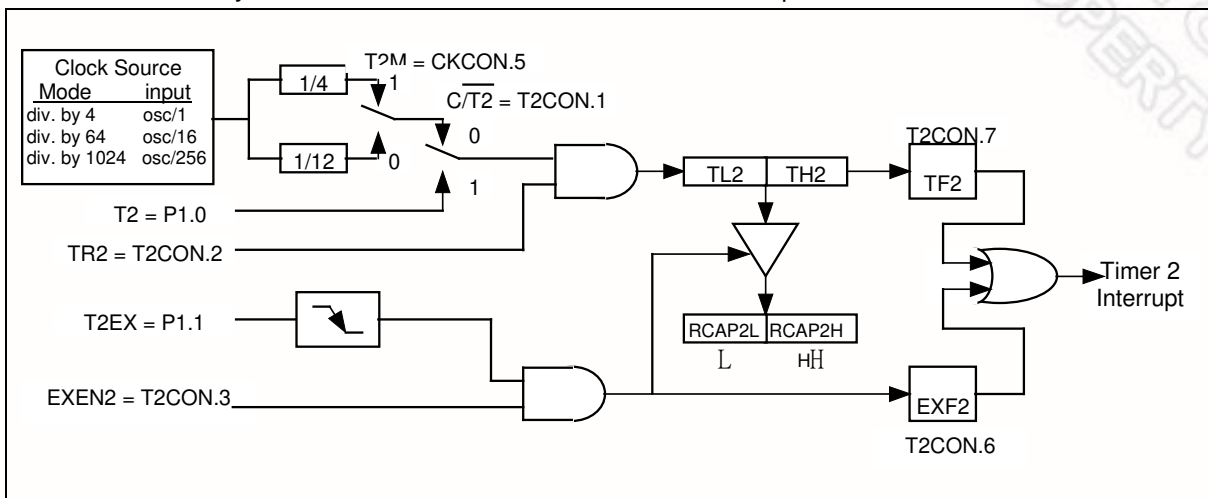 Clock Source
Mode input
div. by 4 osc/1
div. by 64 osc/16
div. by 1024 osc/256
1/4
1/12
T2M = CKCON.5
1
0
C/T2 = T2CON.1
0
1
T2 = P1.0
TR2 = T2CON.2
T2EX = P1.1
EXEN2 = T2CON.3
TL2 TH2
RCAP2L RCAP2H
L HH
T2CON.7
TF2
EXF2
T2CON.6
Timer 2
Interrupt